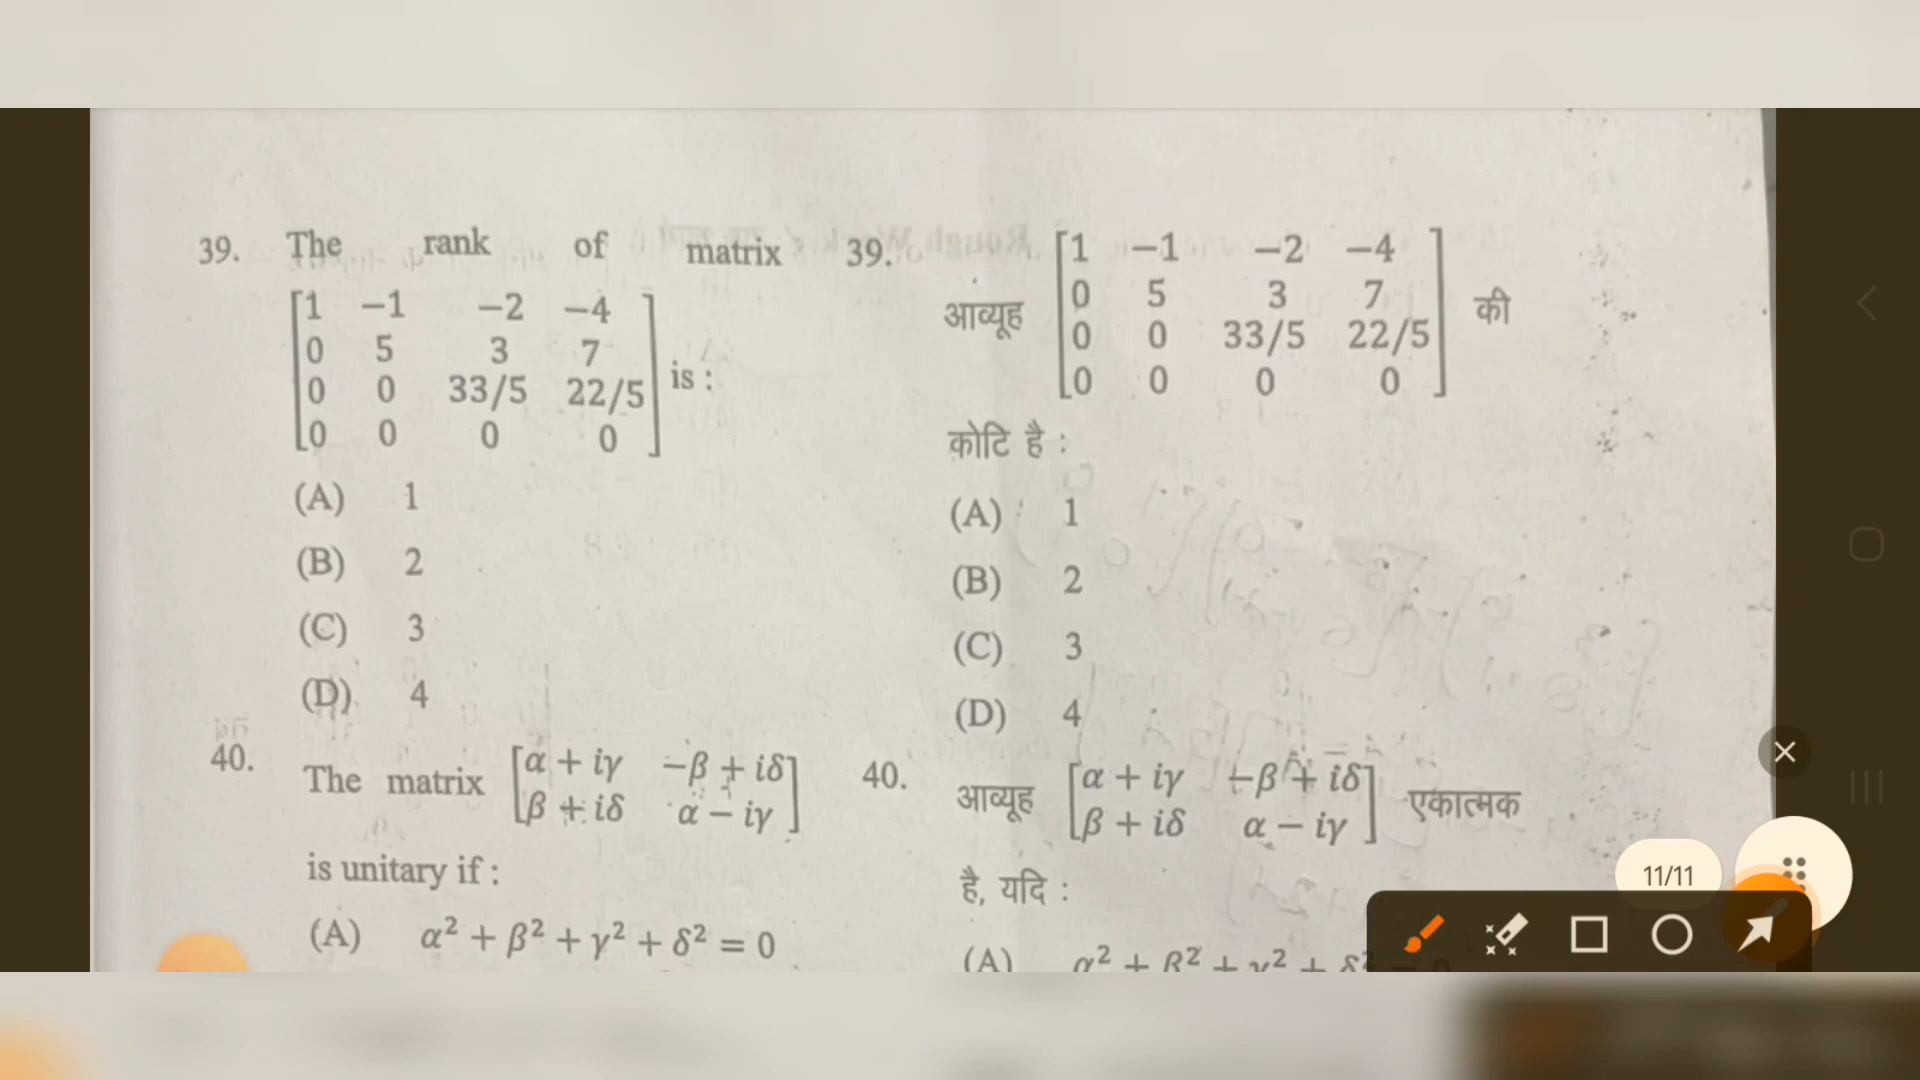 39. The rank of matrix
[1 −1 −2 −4
0 5 3 7
0 0 33/5 22/5
0 0 0 0] is :
(A) 1
(B) 2
(C) 3
(D) 4
40. The matrix [α + iγ −β + iδ
β + iδ α − iγ]
is unitary if :
(A) α² + β² + γ² + δ² = 0
39.
आव्यूह [1 −1 −2 −4
0 5 3 7
0 0 33/5 22/5
0 0 0 0] की
कोटि है :
(A) 1
(B) 2
(C) 3
(D) 4
40. आव्यूह [α + iγ −β + iδ
β + iδ α − iγ] एकात्मक
है, यदि :
(A) α² + β² + γ² + δ²
11/11